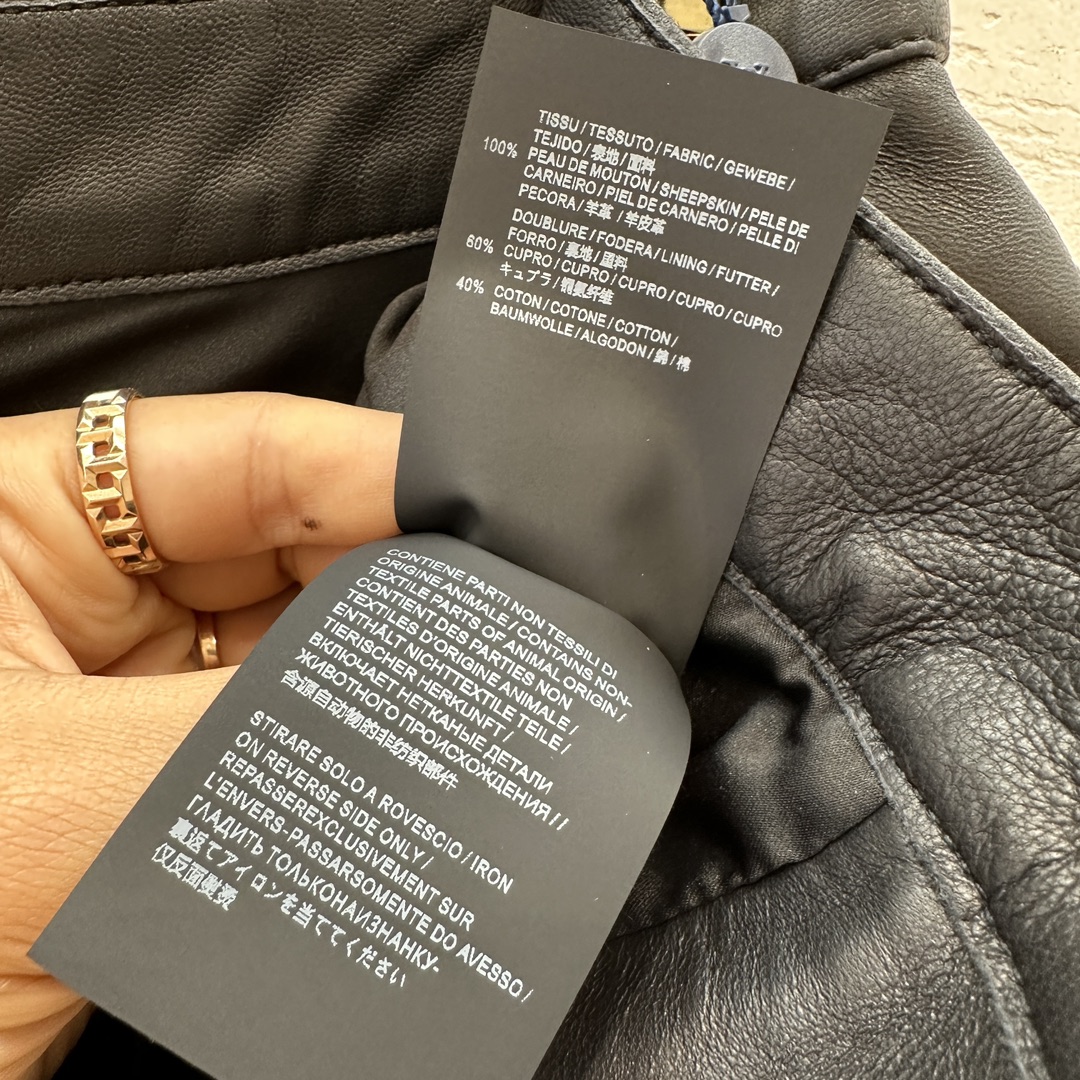 TISSU / TESSUTO / FABRIC / GEWEBE /
TEJIDO / 表地 / 面料
100% PEAU DE MOUTON / SHEEPSKIN / PELE DE
CARNEIRO / PIEL DE CARNERO / PELLE DI
PECORA / 羊革 / 羊皮革
DOUBLURE / FODERA / LINING / FUTTER /
FORRO / 裏地 / 里料
60% CUPRO / CUPRO / CUPRO / CUPRO / CUPRO
キュプラ / 铜氨纤维
40% COTON / COTONE / COTTON /
BAUMWOLLE / ALGODON / 綿 / 棉
CONTIENE PARTI NON TESSILI DI
ORIGINE ANIMALE / CONTAINS NON-
TEXTILE PARTS OF ANIMAL ORIGIN /
CONTIENT DES PARTIES NON
TEXTILES D'ORIGINE ANIMALE /
ENTHÄLT NICHTTEXTILE TEILE /
TIERISCHER HERKUNFT /
ВКЛЮЧАЕТ НЕТКАНЫЕ ДЕТАЛИ
ЖИВОТНОГО ПРОИСХОЖДЕНИЯ / /
含源自动物的非纺织部件
STIRARE SOLO A ROVESCIO / IRON
ON REVERSE SIDE ONLY /
REPASSEREXCLUSIVEMENT SUR
L'ENVERS-PASSARSOMENTE DO AVESSO /
ГЛАДИТЬ ТОЛЬКОНАИЗНАНКУ-
裏返てアイロンを当ててください
仅反面熨烫